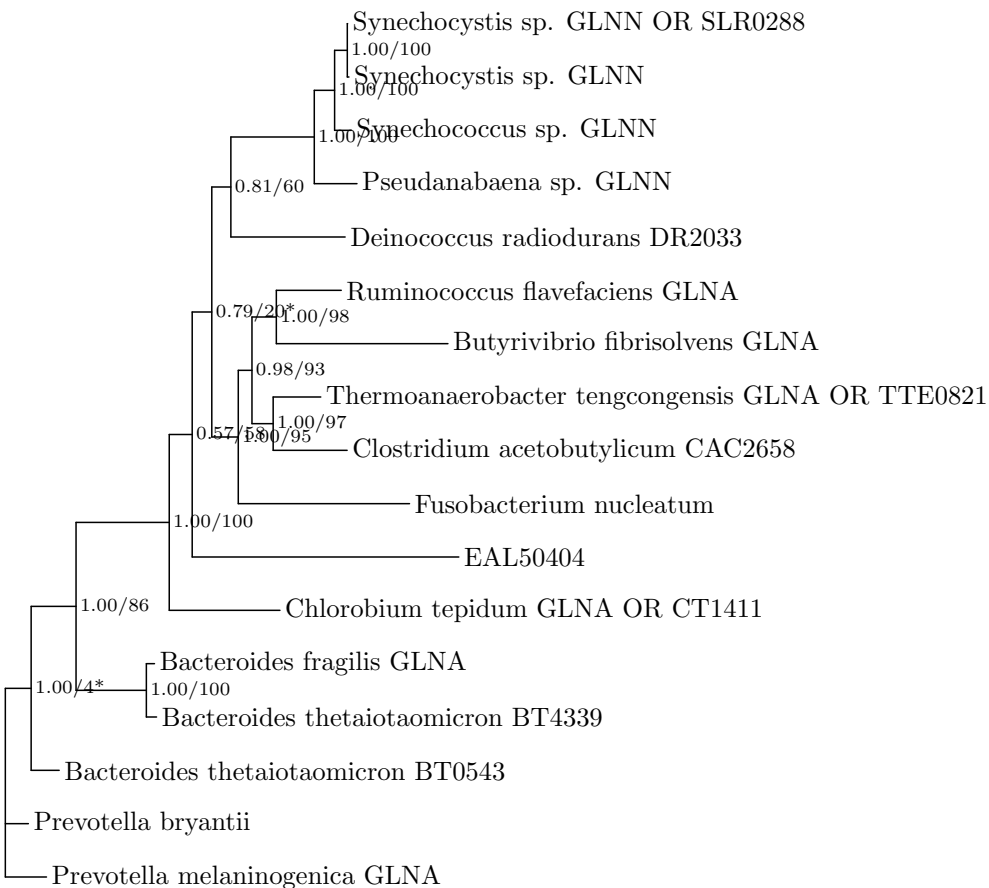 Synechocystis sp. GLNN OR SLR0288
1.00/100
Synechocystis sp. GLNN
1.00/100
Synechococcus sp. GLNN
1.00/100
Pseudanabaena sp. GLNN
0.81/60
Deinococcus radiodurans DR2033
Ruminococcus flavefaciens GLNA
0.79/20*
1.00/98
Butyrivibrio fibrisolvens GLNA
0.98/93
Thermoanaerobacter tengcongensis GLNA OR TTE0821
1.00/97
0.57/58
1.00/95
Clostridium acetobutylicum CAC2658
Fusobacterium nucleatum
1.00/100
EAL50404
1.00/86
Chlorobium tepidum GLNA OR CT1411
Bacteroides fragilis GLNA
1.00/4*
1.00/100
Bacteroides thetaiotaomicron BT4339
Bacteroides thetaiotaomicron BT0543
Prevotella bryantii
Prevotella melaninogenica GLNA